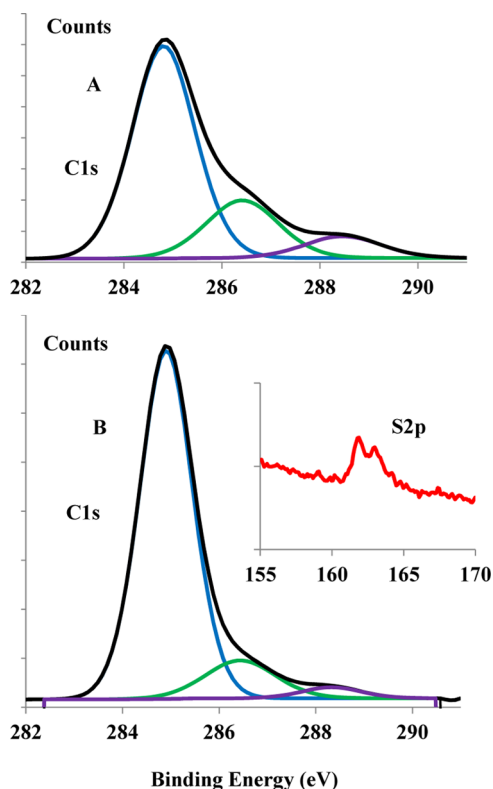 Counts
A
C1s
282 284 286 288 290
Counts
B
S2p
C1s
155 160 165 170
282 284 286 288 290
Binding Energy (eV)